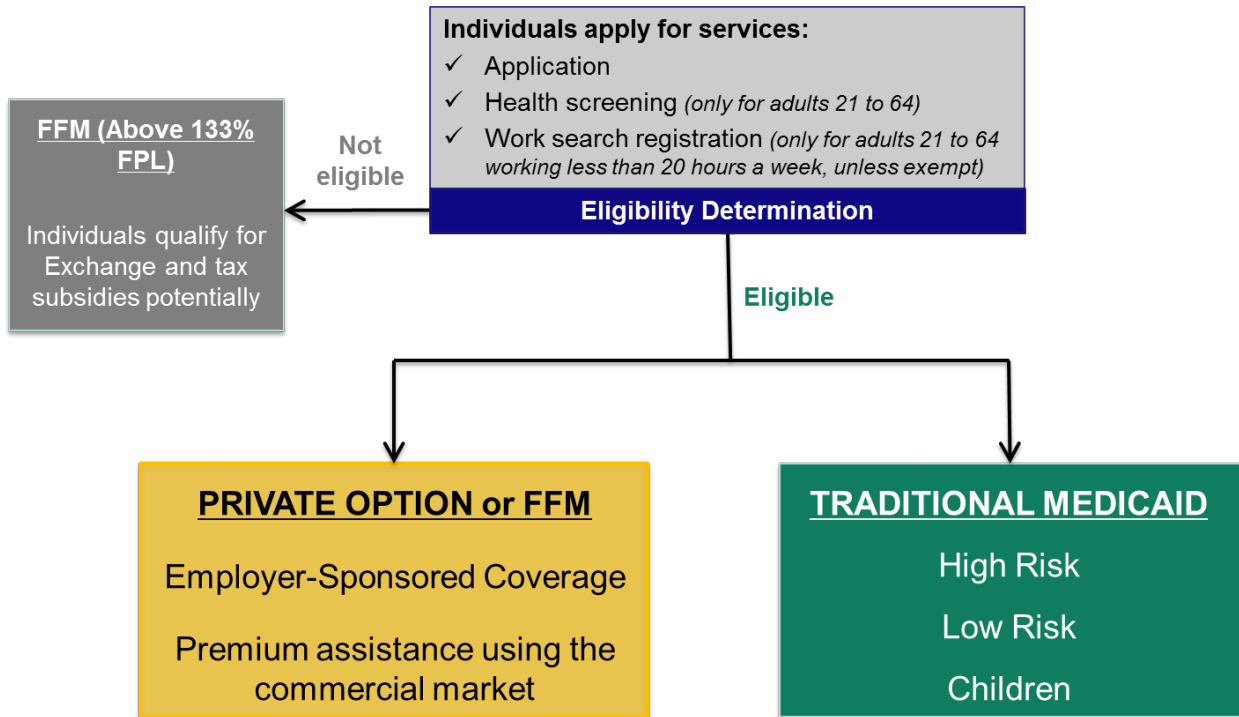 Individuals apply for services:
✓ Application
✓ Health screening (only for adults 21 to 64)
✓ Work search registration (only for adults 21 to 64
working less than 20 hours a week, unless exempt)
Eligibility Determination
Not
eligible
FFM (Above 133%
FPL)
Individuals qualify for
Exchange and tax
subsidies potentially
Eligible
PRIVATE OPTION or FFM
Employer-Sponsored Coverage
Premium assistance using the
commercial market
TRADITIONAL MEDICAID
High Risk
Low Risk
Children